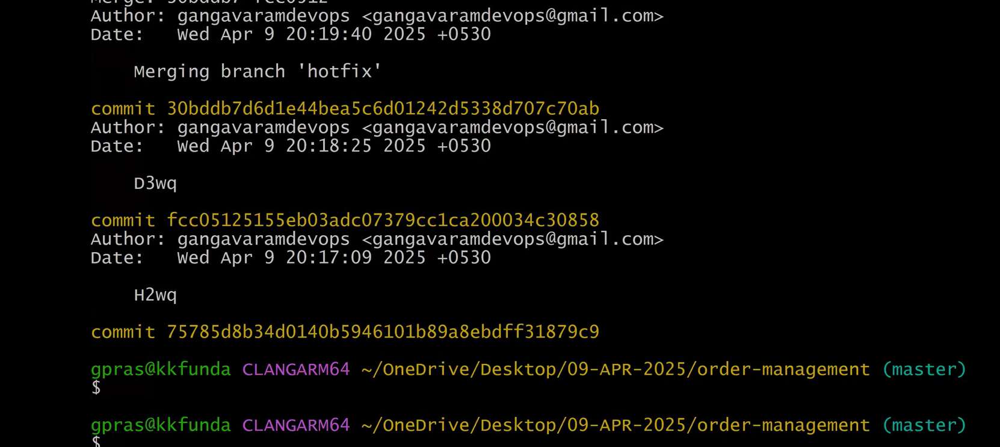 Merge: 30bddb7 fcc0512
Author: gangavaramdevops <gangavaramdevops@gmail.com>
Date:   Wed Apr 9 20:19:40 2025 +0530
Merging branch 'hotfix'
commit 30bddb7d6d1e44bea5c6d01242d5338d707c70ab
Author: gangavaramdevops <gangavaramdevops@gmail.com>
Date:   Wed Apr 9 20:18:25 2025 +0530
D3wq
commit fcc05125155eb03adc07379cc1ca200034c30858
Author: gangavaramdevops <gangavaramdevops@gmail.com>
Date:   Wed Apr 9 20:17:09 2025 +0530
H2wq
commit 75785d8b34d0140b5946101b89a8ebdff31879c9
gpras@kkfunda CLANGARM64 ~/OneDrive/Desktop/09-APR-2025/order-management (master)
$
gpras@kkfunda CLANGARM64 ~/OneDrive/Desktop/09-APR-2025/order-management (master)
$